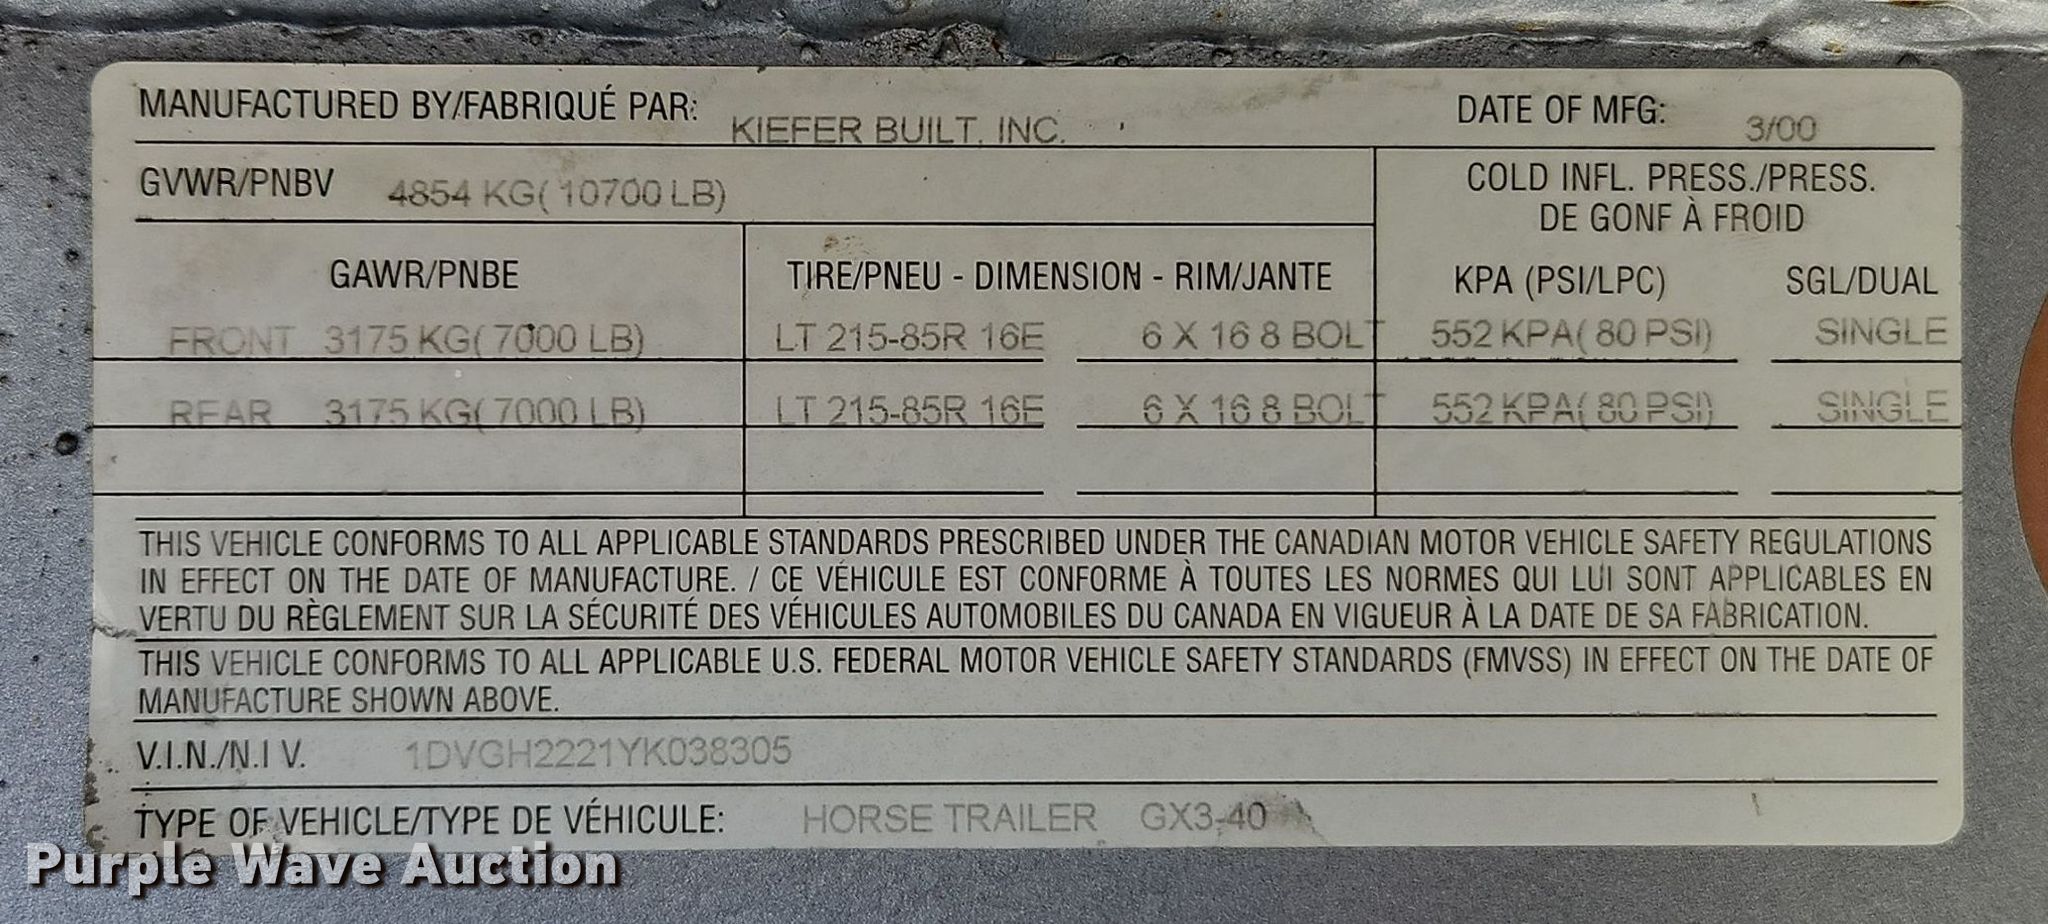 MANUFACTURED BY/FABRIQUÉ PAR: KIEFER BUILT, INC. DATE OF MFG: 3/00
GVWR/PNBV 4854 KG( 10700 LB)
COLD INFL. PRESS./PRESS.
DE GONF À FROID
GAWR/PNBE TIRE/PNEU - DIMENSION - RIM/JANTE KPA (PSI/LPC) SGL/DUAL
FRONT 3175 KG( 7000 LB) LT 215-85R 16E 6 X 16 8 BOLT 552 KPA( 80 PSI) SINGLE
REAR 3175 KG( 7000 LB) LT 215-85R 16E 6 X 16 8 BOLT 552 KPA( 80 PSI) SINGLE
THIS VEHICLE CONFORMS TO ALL APPLICABLE STANDARDS PRESCRIBED UNDER THE CANADIAN MOTOR VEHICLE SAFETY REGULATIONS
IN EFFECT ON THE DATE OF MANUFACTURE. / CE VÉHICULE EST CONFORME À TOUTES LES NORMES QUI LUI SONT APPLICABLES EN
VERTU DU RÈGLEMENT SUR LA SÉCURITÉ DES VÉHICULES AUTOMOBILES DU CANADA EN VIGUEUR À LA DATE DE SA FABRICATION.
THIS VEHICLE CONFORMS TO ALL APPLICABLE U.S. FEDERAL MOTOR VEHICLE SAFETY STANDARDS (FMVSS) IN EFFECT ON THE DATE OF
MANUFACTURE SHOWN ABOVE.
V.I.N./N.I V. 1DVGH2221YK038305
TYPE OF VEHICLE/TYPE DE VÉHICULE: HORSE TRAILER GX3-40
Purple Wave Auction